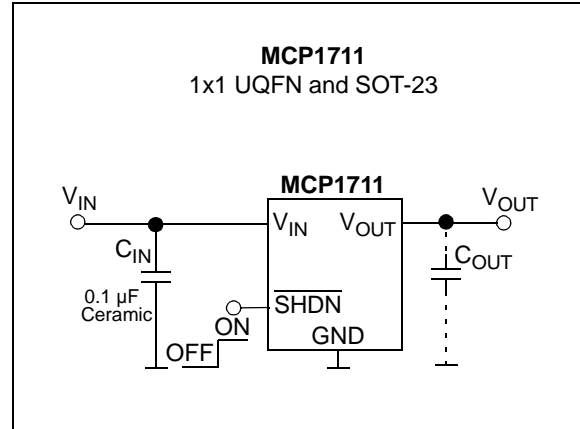 MCP1711
1x1 UQFN and SOT-23
MCP1711
VIN
VOUT
VIN
VOUT
CIN
COUT
0.1 µF
Ceramic
SHDN
ON
GND
OFF